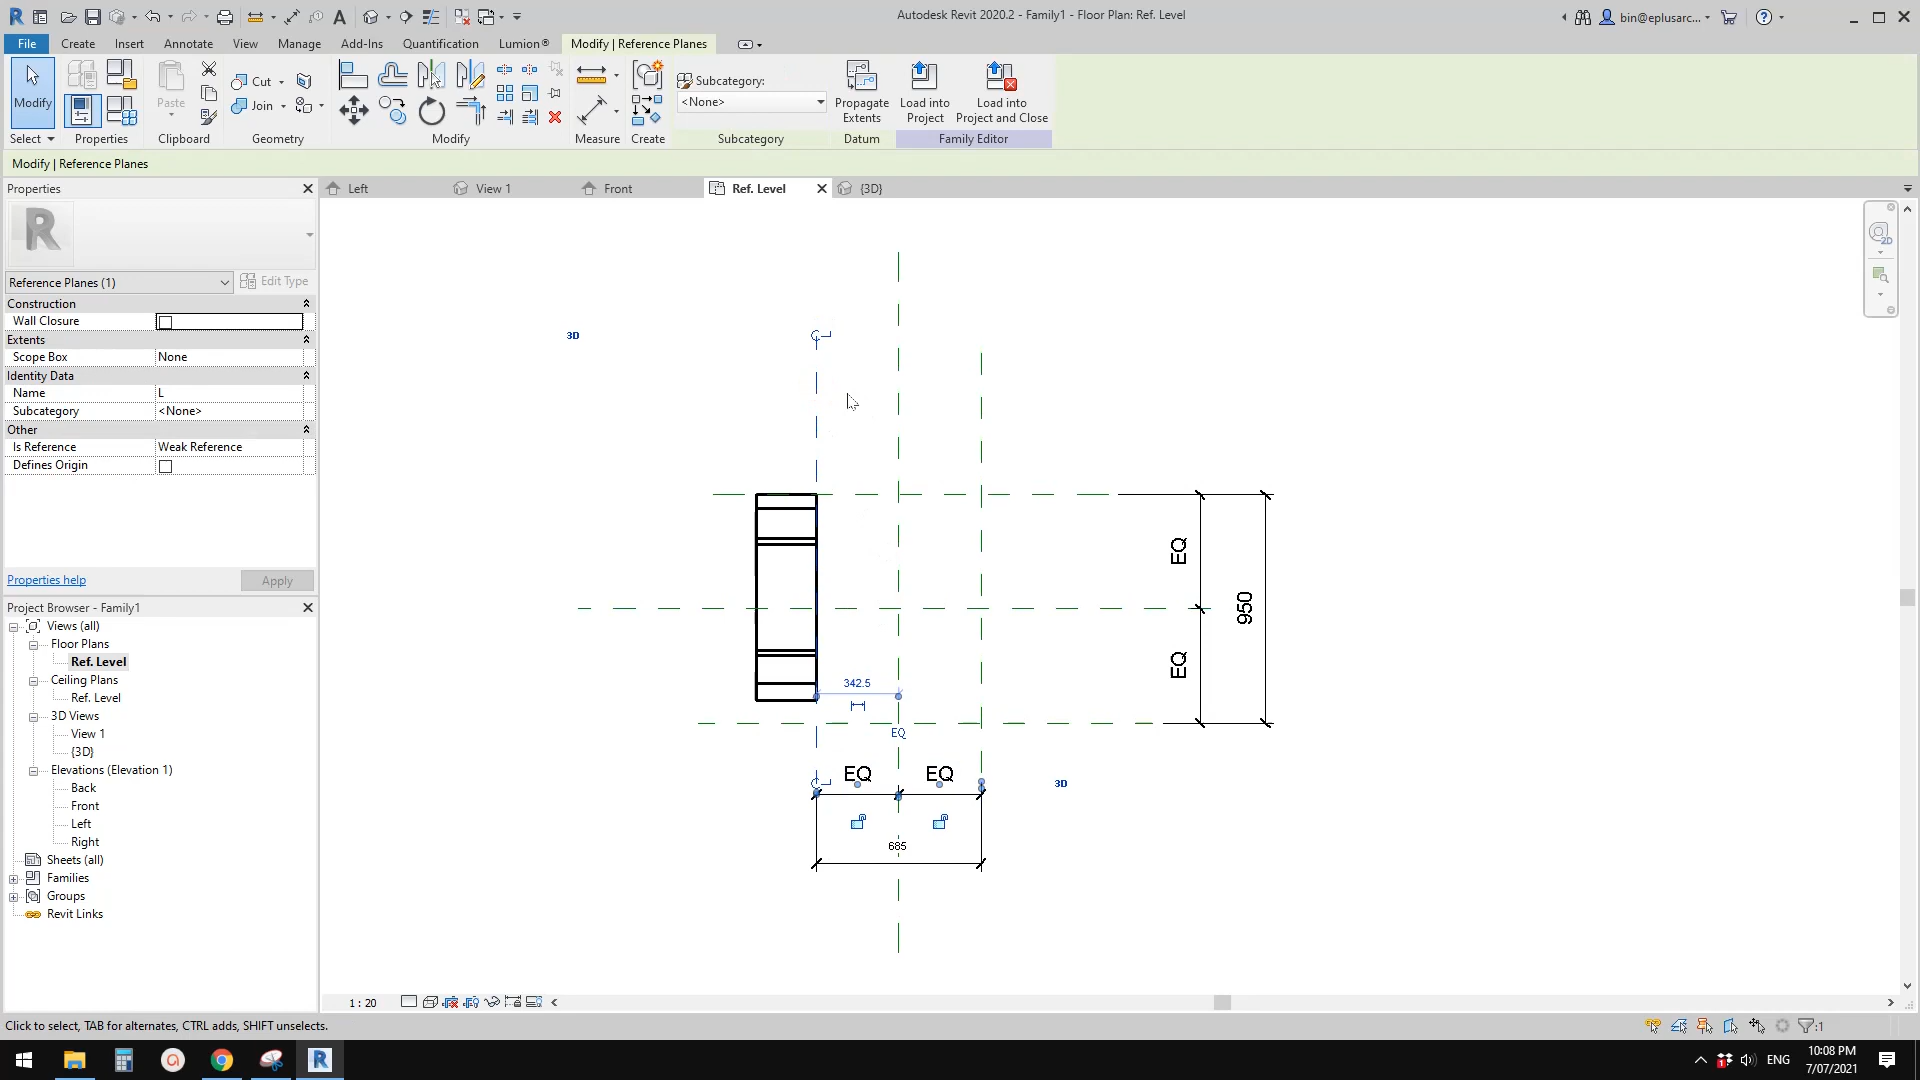 Autodesk Revit 2020.2 - Family1 - Floor Plan: Ref. Level
bin@eplusarc...
File Create Insert Annotate View Manage Add-Ins Quantification Lumion® Modify | Reference Planes
Modify
Paste
Cut
Join
Subcategory:
<None>
Propagate Extents
Load into Project
Load into Project and Close
Select Properties Clipboard Geometry Modify Measure Create Subcategory Datum Family Editor
Modify | Reference Planes
Properties
Left
View 1
Front
Ref. Level
{3D}
R
Reference Planes (1)
Edit Type
Construction
Wall Closure
Extents
Scope Box None
Identity Data
Name L
Subcategory <None>
Other
Is Reference Weak Reference
Defines Origin
Properties help
Apply
Project Browser - Family1
Views (all)
Floor Plans
Ref. Level
Ceiling Plans
Ref. Level
3D Views
View 1
{3D}
Elevations (Elevation 1)
Back
Front
Left
Right
Sheets (all)
Families
Groups
Revit Links
2D
3D
EQ
950
EQ
342.5
EQ
EQ EQ
3D
685
1 : 20
Click to select, TAB for alternates, CTRL adds, SHIFT unselects.
:1
ENG
10:08 PM
7/07/2021